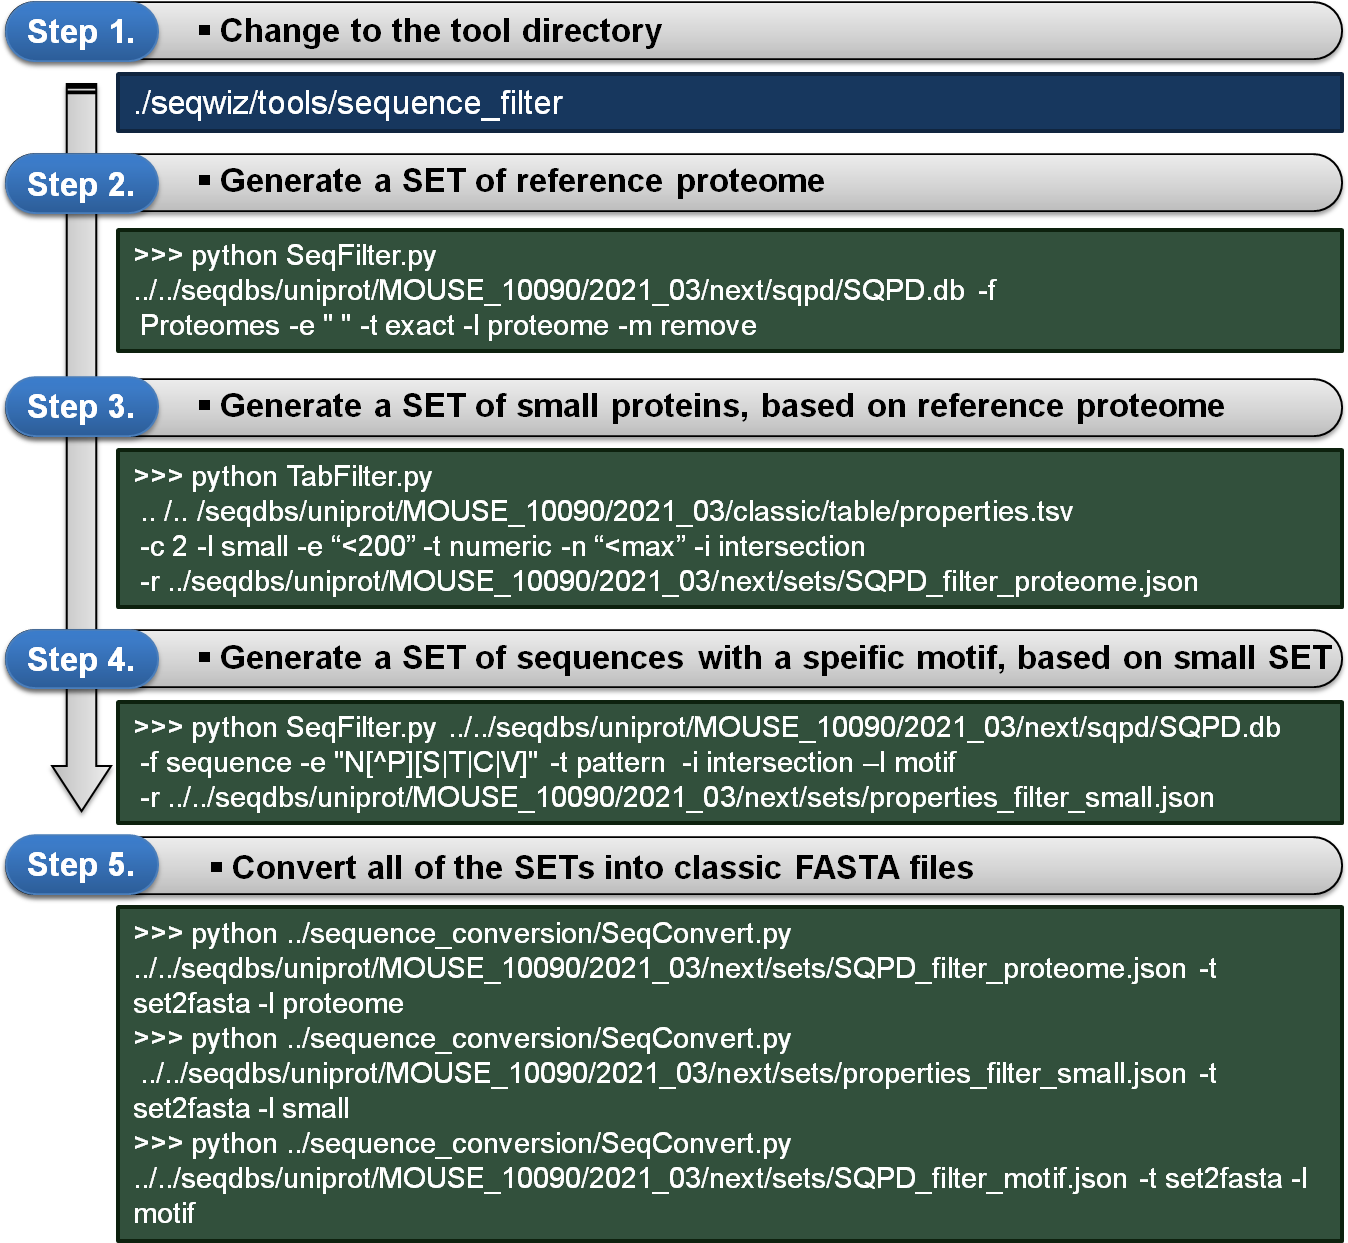 Step 1.
▪ Change to the tool directory
./seqwiz/tools/sequence_filter
Step 2.
▪ Generate a SET of reference proteome
>>> python SeqFilter.py
../../seqdbs/uniprot/MOUSE_10090/2021_03/next/sqpd/SQPD.db -f
Proteomes -e " " -t exact -l proteome -m remove
Step 3.
▪ Generate a SET of small proteins, based on reference proteome
>>> python TabFilter.py
.. /.. /seqdbs/uniprot/MOUSE_10090/2021_03/classic/table/properties.tsv
-c 2 -l small -e “<200” -t numeric -n “<max” -i intersection
-r ../seqdbs/uniprot/MOUSE_10090/2021_03/next/sets/SQPD_filter_proteome.json
Step 4.
▪ Generate a SET of sequences with a speific motif, based on small SET
>>> python SeqFilter.py ../../seqdbs/uniprot/MOUSE_10090/2021_03/next/sqpd/SQPD.db
-f sequence -e "N[^P][S|T|C|V]" -t pattern -i intersection –l motif
-r ../../seqdbs/uniprot/MOUSE_10090/2021_03/next/sets/properties_filter_small.json
Step 5.
▪ Convert all of the SETs into classic FASTA files
>>> python ../sequence_conversion/SeqConvert.py
../../seqdbs/uniprot/MOUSE_10090/2021_03/next/sets/SQPD_filter_proteome.json -t
set2fasta -l proteome
>>> python ../sequence_conversion/SeqConvert.py
../../seqdbs/uniprot/MOUSE_10090/2021_03/next/sets/properties_filter_small.json -t
set2fasta -l small
>>> python ../sequence_conversion/SeqConvert.py
../../seqdbs/uniprot/MOUSE_10090/2021_03/next/sets/SQPD_filter_motif.json -t set2fasta -l
motif